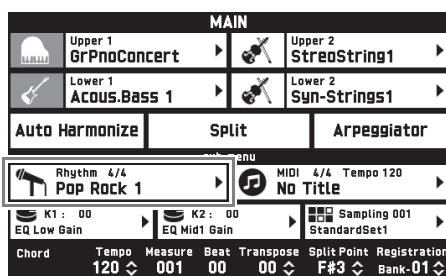 MAIN
Upper 1
GrPnoConcert
Upper 2
StreoString1
Lower 1
Acous.Bass 1
Lower 2
Syn-Strings1
Auto Harmonize
Split
Arpeggiator
Rhythm 4/4
Pop Rock 1
MIDI 4/4 Tempo 120
No Title
K1 : 00
EQ Low Gain
K2 : 00
EQ Mid1 Gain
Sampling 001
StandardSet1
Chord Tempo Measure Beat Transpose Split Point Registration
120 001 00 00 F#3 Bank-01